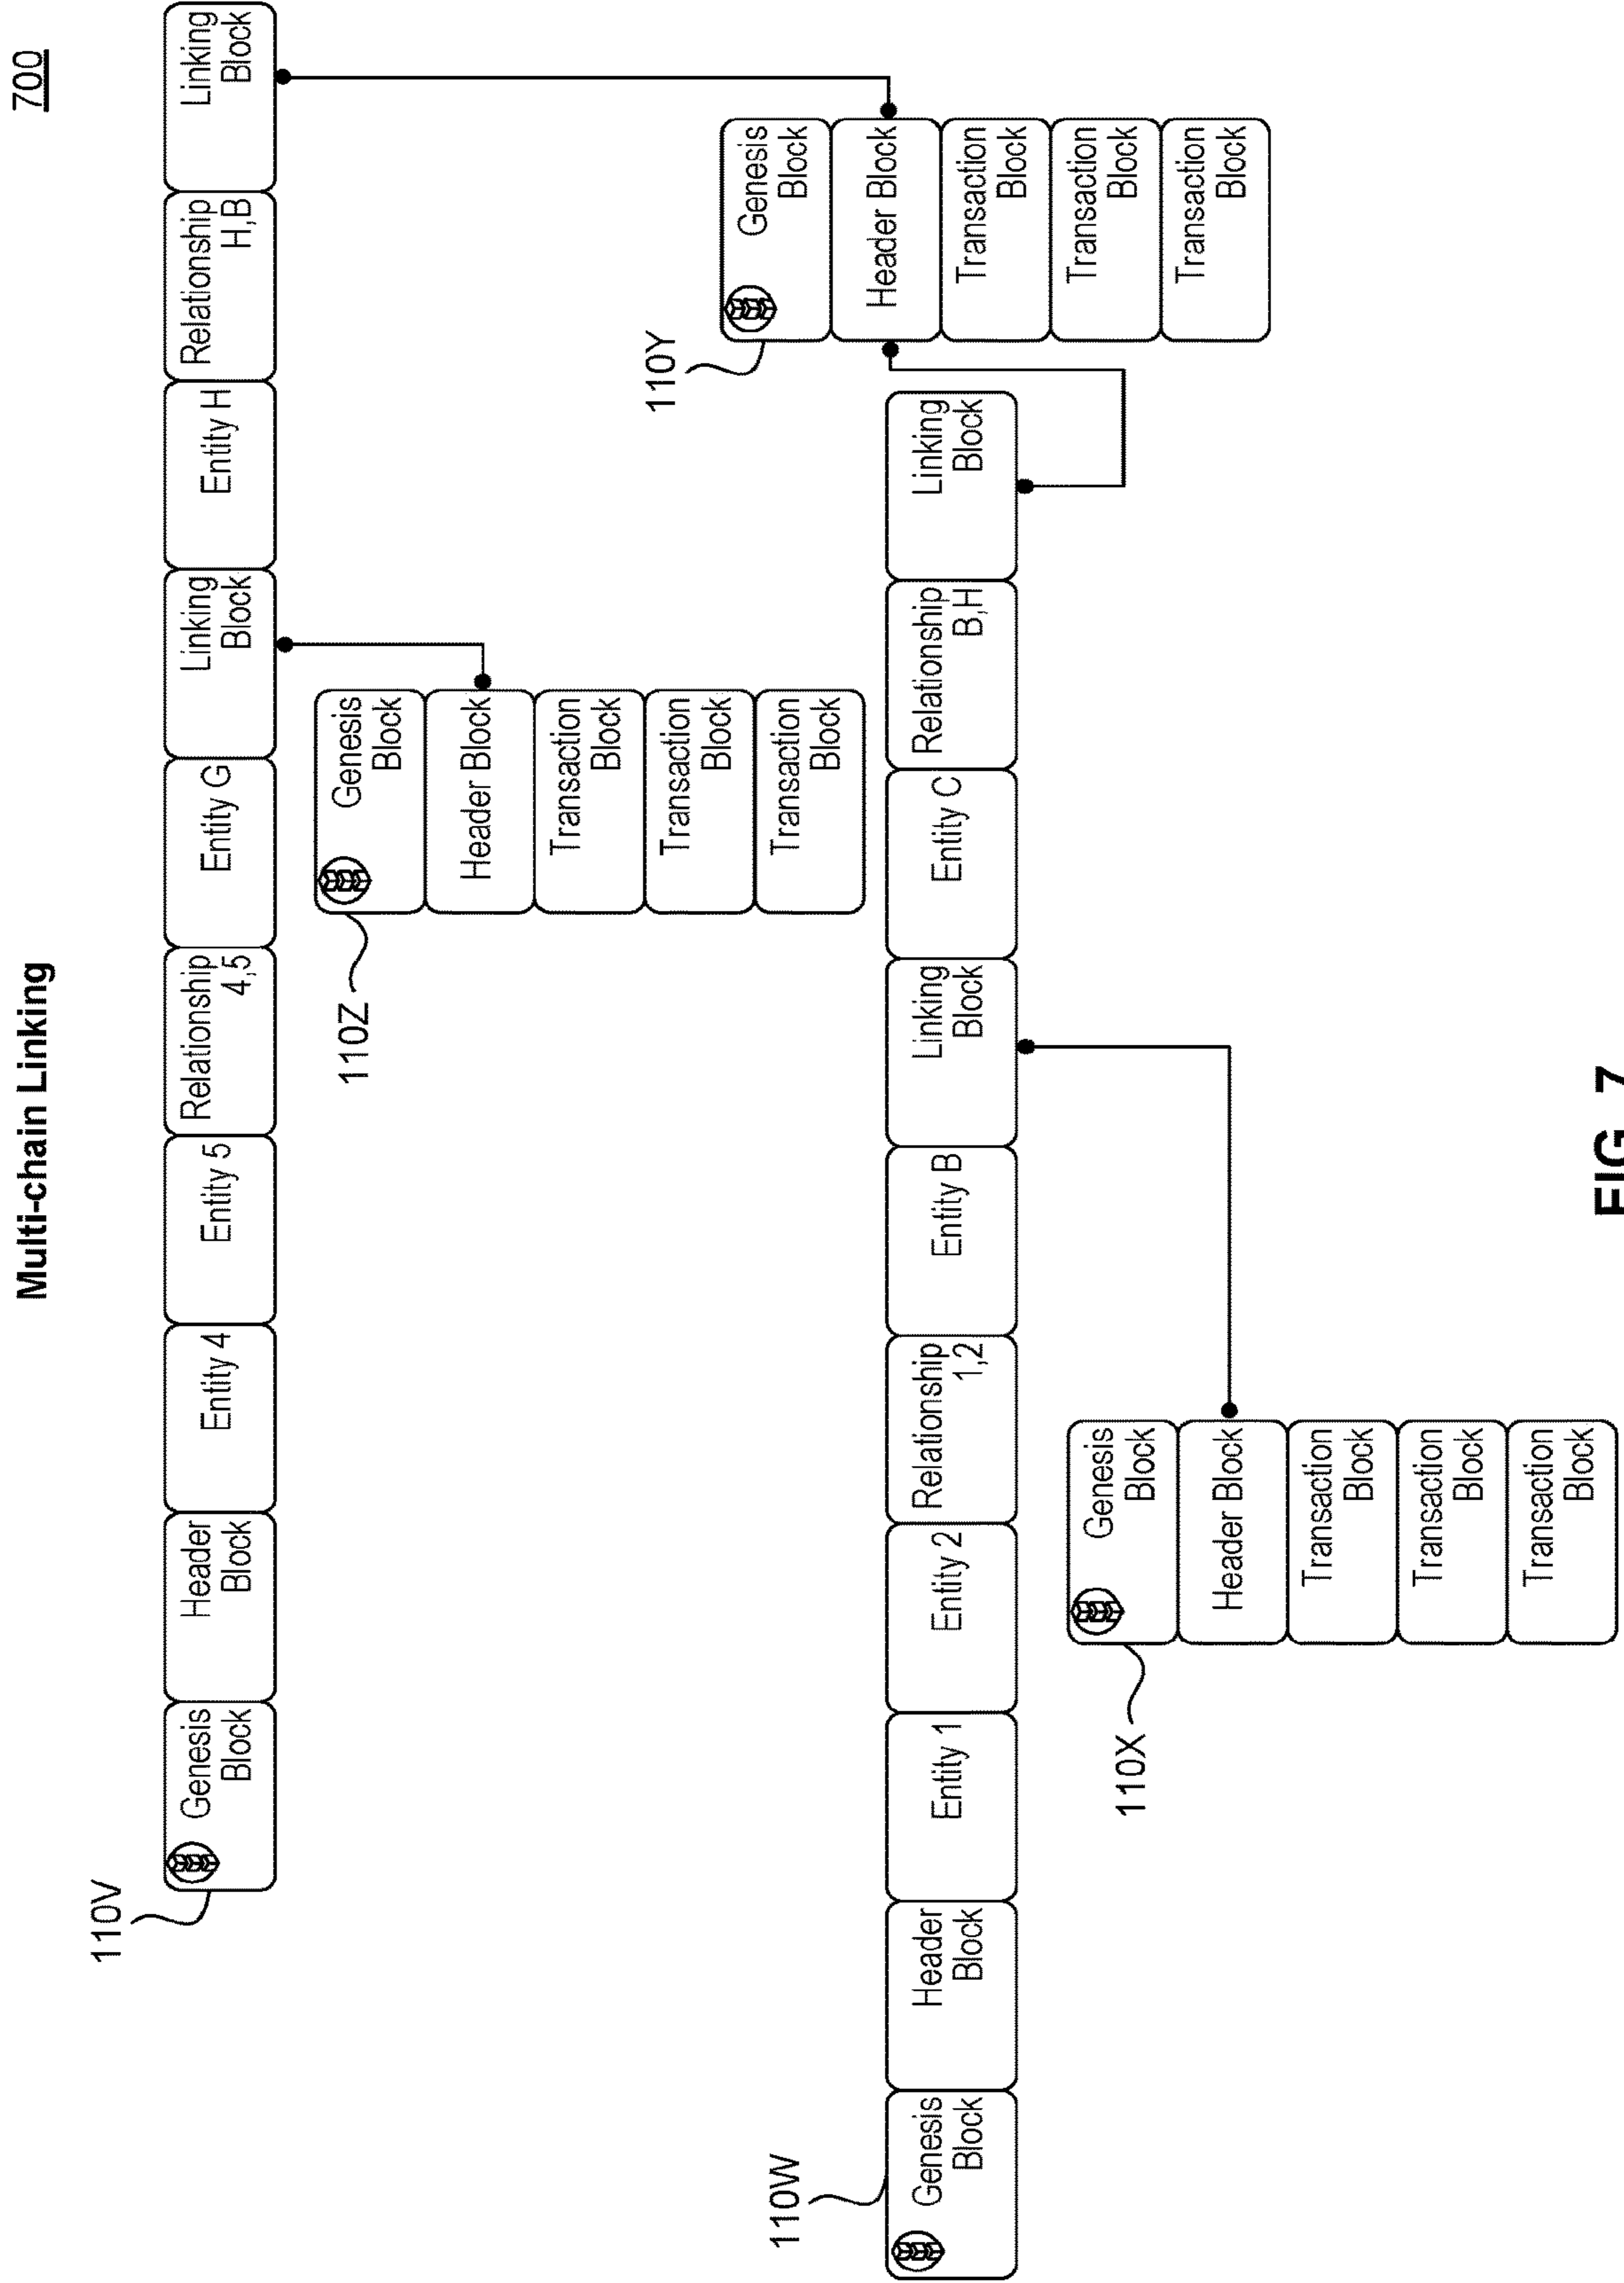 Multi-chain Linking
700
110V
Genesis
Block
Header
Block
Entity 4
Entity 5
Relationship
4,5
Entity G
Linking
Block
Entity H
Relationship
H,B
Linking
Block
110Z
Genesis
Block
Header Block
Transaction
Block
Transaction
Block
Transaction
Block
110Y
Genesis
Block
Header Block
Transaction
Block
Transaction
Block
Transaction
Block
110W
Genesis
Block
Header
Block
Entity 1
Entity 2
Relationship
1,2
Entity B
Linking
Block
Entity C
Relationship
B,H
Linking
Block
110X
Genesis
Block
Header Block
Transaction
Block
Transaction
Block
Transaction
Block
FIG. 7